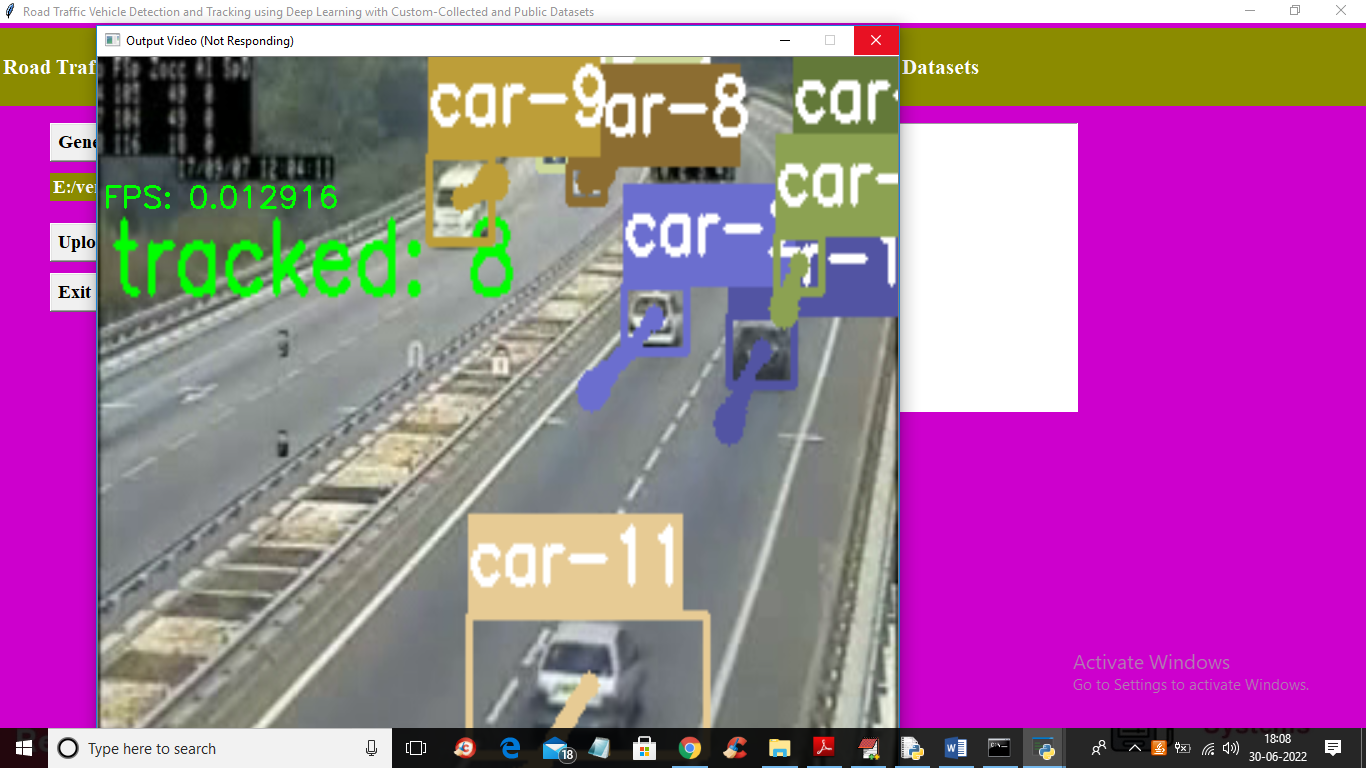 Road Traffic Vehicle Detection and Tracking using Deep Learning with Custom-Collected and Public Datasets
Output Video (Not Responding)
Road Traf Datasets
car-9 ar-8 car-
car-
Gene
E:/ver
FPS: 0.012916
car-
tracked: 8
Uplo
Exit
car-11
Activate Windows
Go to Settings to activate Windows.
Type here to search
18
18:08
30-06-2022